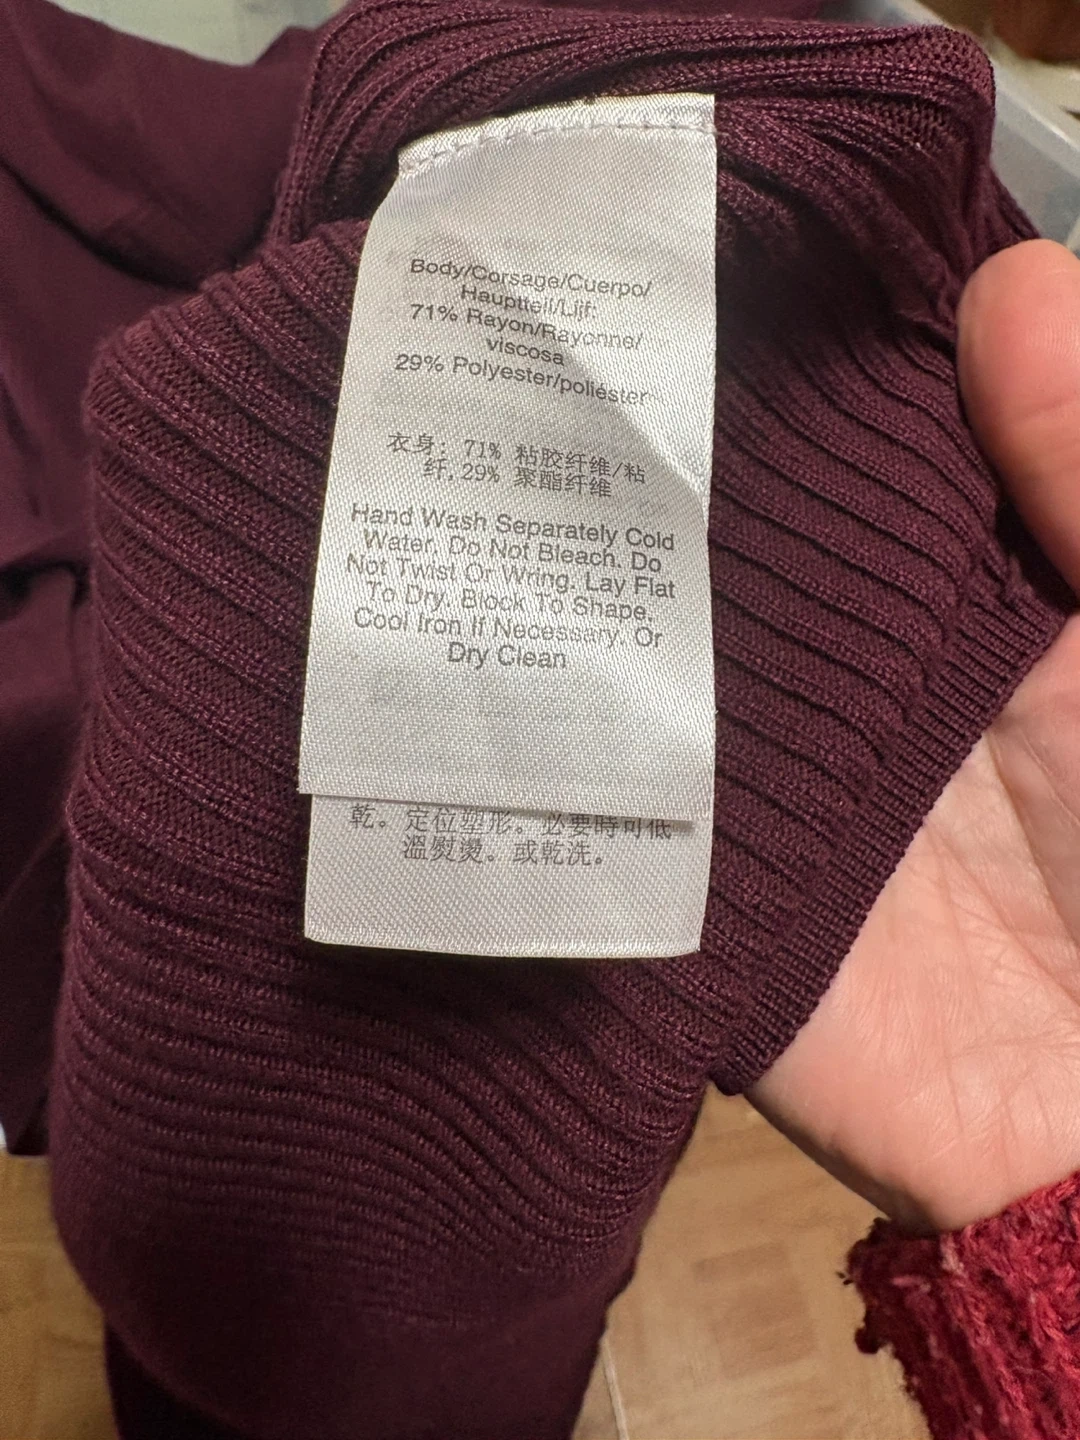 Body/Corsage/Cuerpo/
Hauptteil/Lijf:
71% Rayon/Rayonne/
viscosa
29% Polyester/poliéster
衣身: 71% 粘胶纤维/粘
纤,29% 聚酯纤维
Hand Wash Separately Cold
Water. Do Not Bleach. Do
Not Twist Or Wring. Lay Flat
To Dry. Block To Shape.
Cool Iron If Necessary. Or
Dry Clean
乾。定位塑形。必要時可低
溫熨燙。或乾洗。